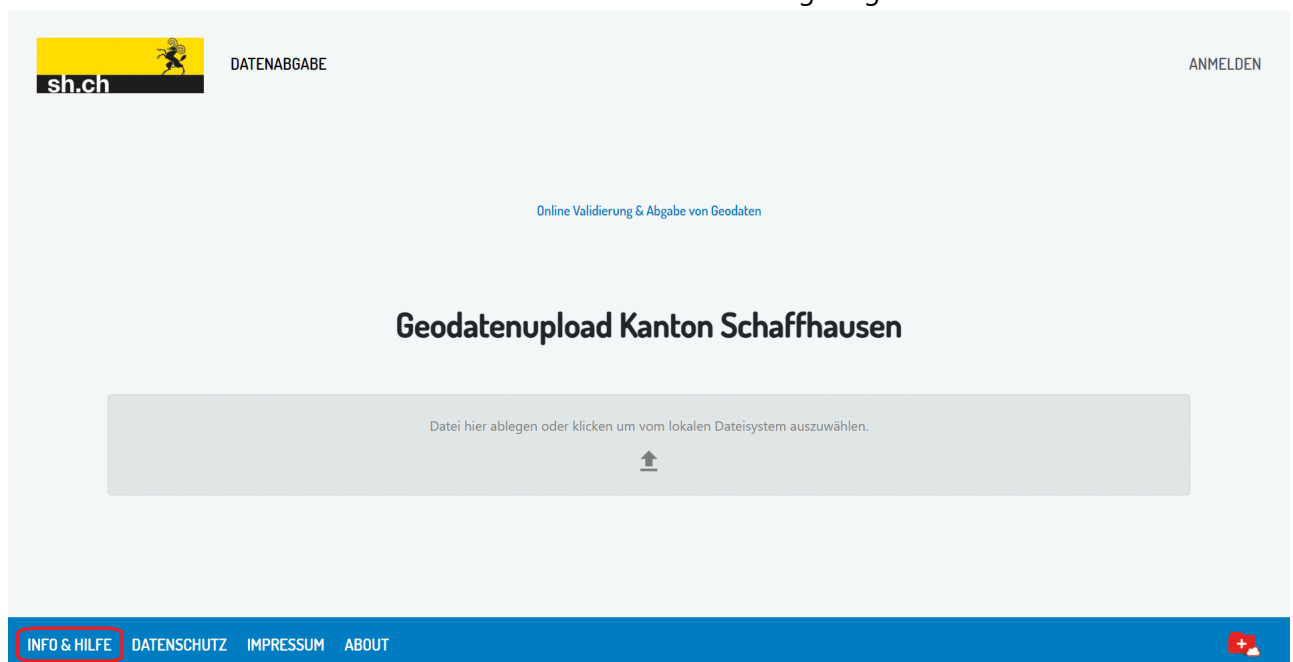 sh.ch
DATENABGABE
ANMELDEN
Online Validierung & Abgabe von Geodaten
Geodatenupload Kanton Schaffhausen
Datei hier ablegen oder klicken um vom lokalen Dateisystem auszuwählen.
INFO & HILFE DATENSCHUTZ IMPRESSUM ABOUT